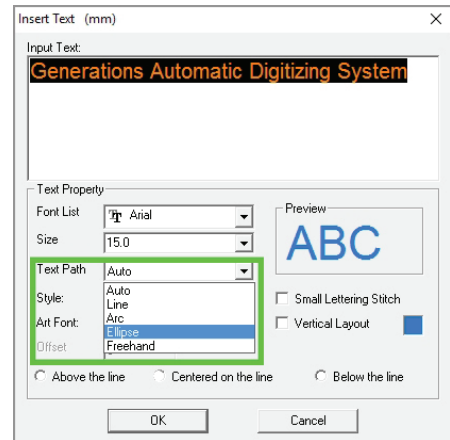 Insert Text (mm)
Input Text:
Generations Automatic Digitizing System
Text Property
Font List
Arial
Preview
ABC
Size
15.0
Text Path
Auto
Auto
Line
Arc
Ellipse
Freehand
Style:
Art Font:
Offset
Small Lettering Stitch
Vertical Layout
Above the line
Centered on the line
Below the line
OK
Cancel